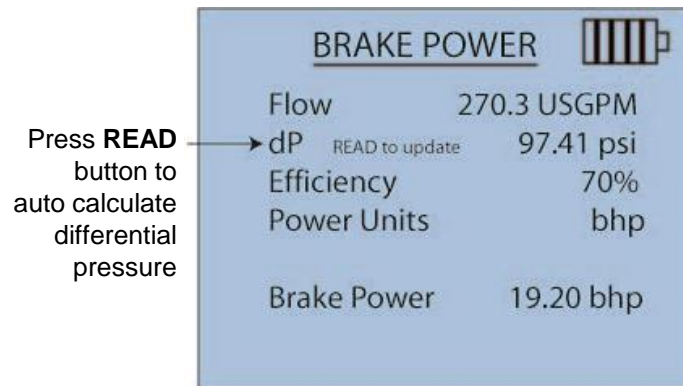 BRAKE POWER
Flow 270.3 USGPM
Press READ
button to
auto calculate
differential
pressure
dP READ to update 97.41 psi
Efficiency 70%
Power Units bhp
Brake Power 19.20 bhp